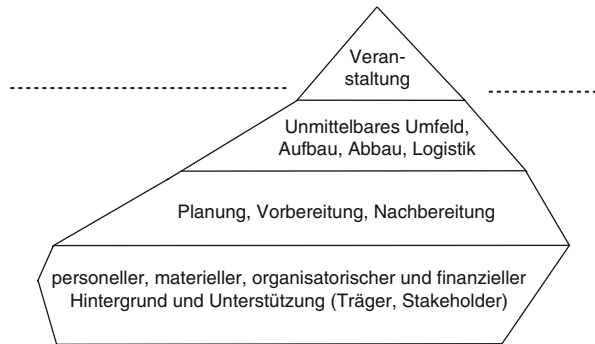 Veran-
staltung
Unmittelbares Umfeld,
Aufbau, Abbau, Logistik
Planung, Vorbereitung, Nachbereitung
personeller, materieller, organisatorischer und finanzieller
Hintergrund und Unterstützung (Träger, Stakeholder)